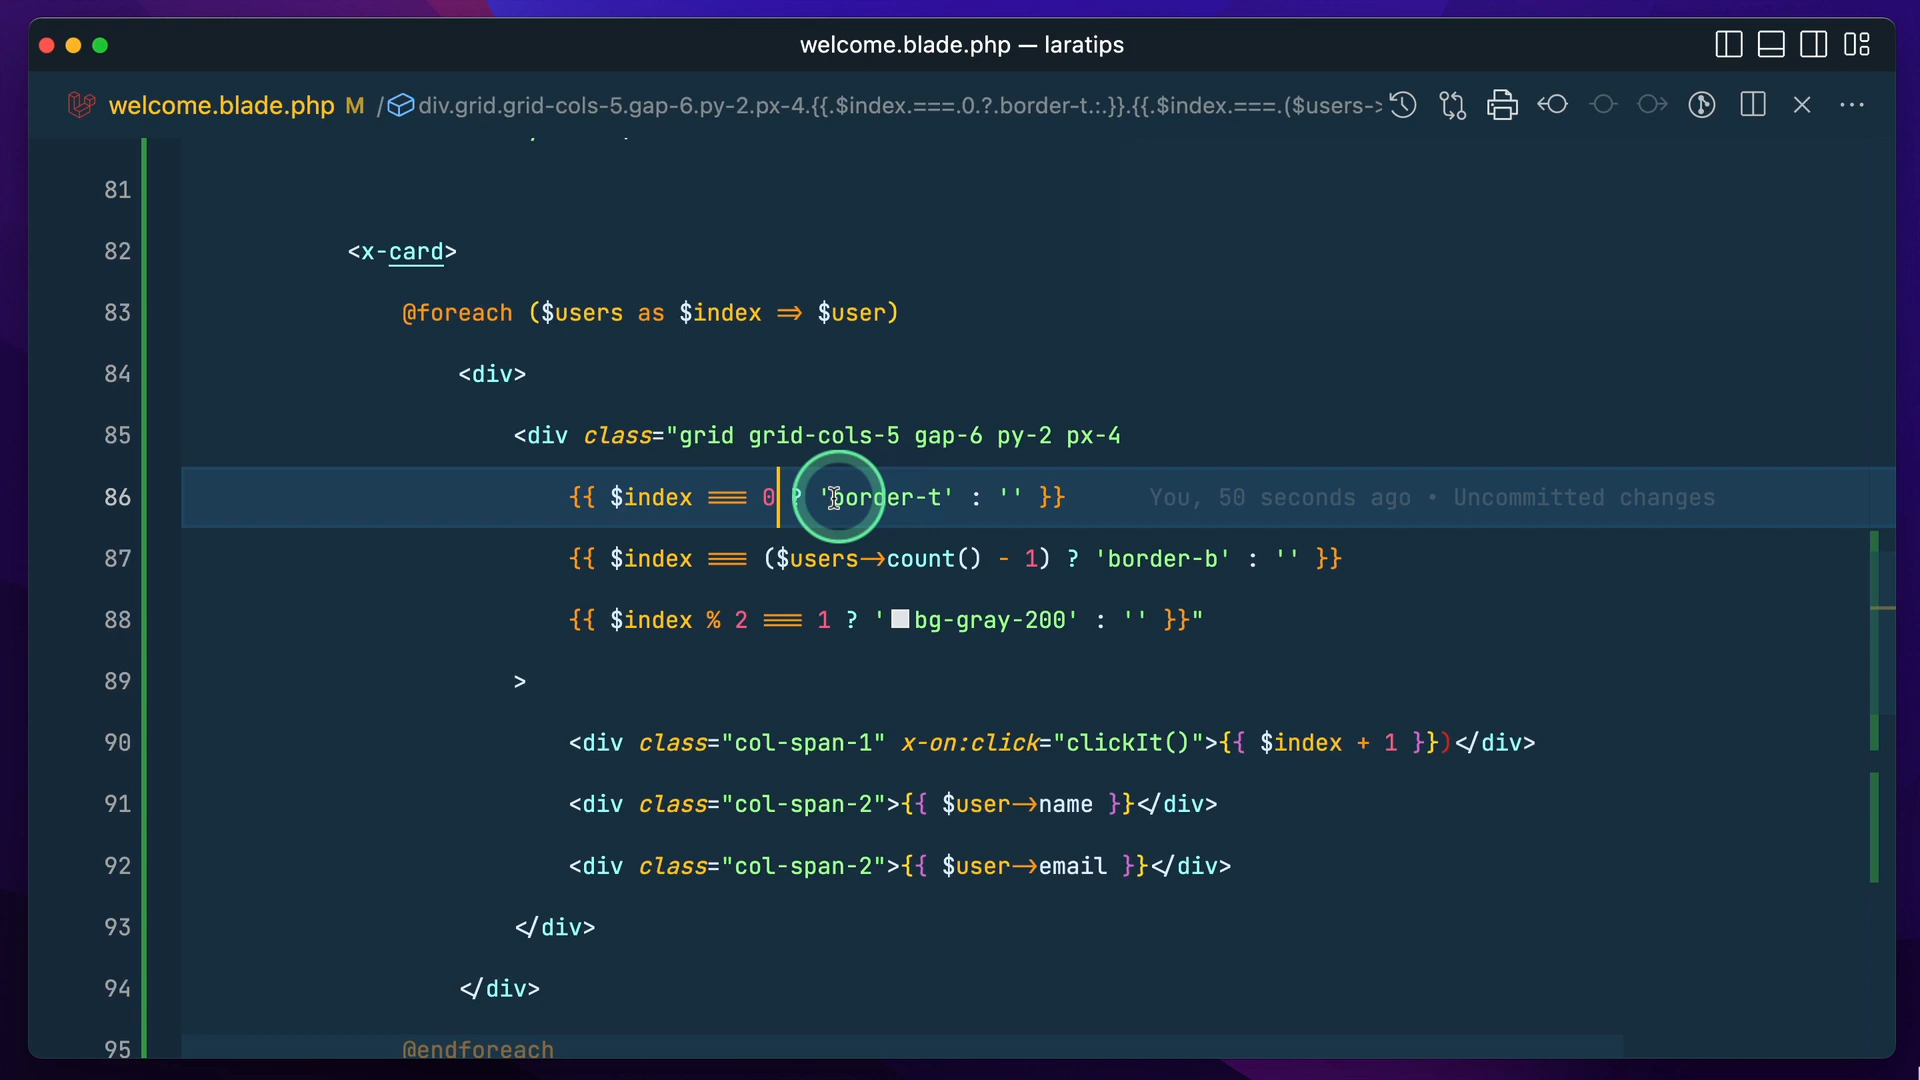 welcome.blade.php — laratips
welcome.blade.php M /div.grid.grid-cols-5.gap-6.py-2.px-4.{{.$index.===.0.?.border-t.:.}}.{{.$index.===.($users->
81
82 <x-card>
83 @foreach ($users as $index => $user)
84 <div>
85 <div class="grid grid-cols-5 gap-6 py-2 px-4
86 {{ $index === 0 ? 'border-t' : '' }} You, 50 seconds ago • Uncommitted changes
87 {{ $index === ($users->count() - 1) ? 'border-b' : '' }}
88 {{ $index % 2 === 1 ? 'bg-gray-200' : '' }}"
89 >
90 <div class="col-span-1" x-on:click="clickIt()">{{ $index + 1 }})</div>
91 <div class="col-span-2">{{ $user->name }}</div>
92 <div class="col-span-2">{{ $user->email }}</div>
93 </div>
94 </div>
95 @endforeach